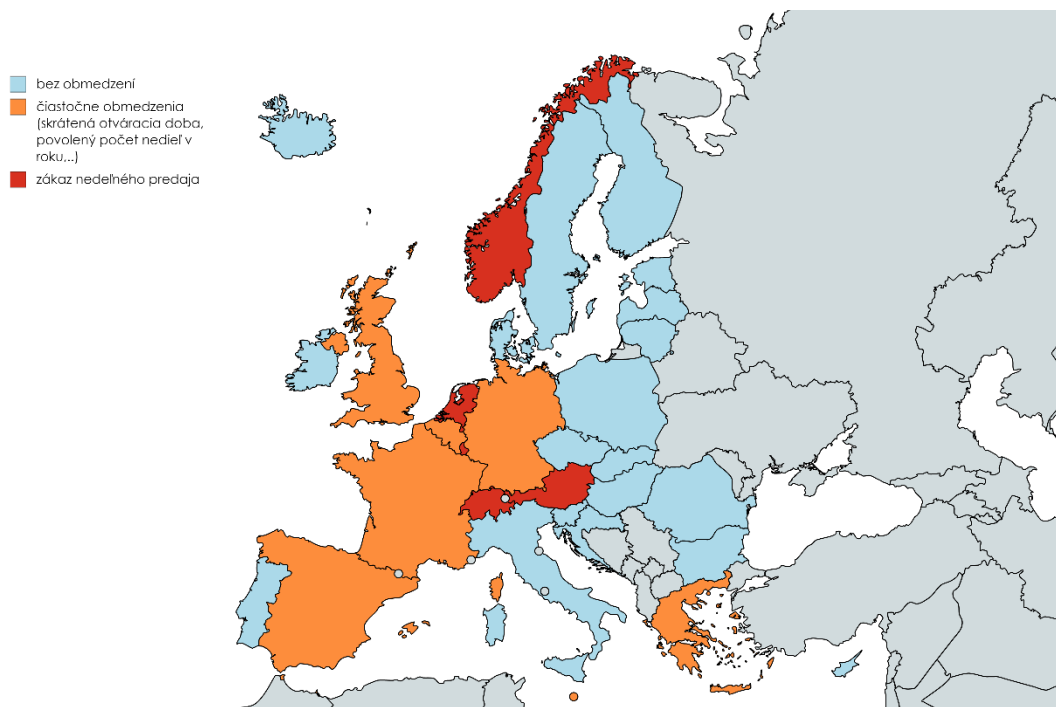 bez obmedzení
čiastočne obmedzenia
(skrátená otváracia doba,
povolený počet nedieľ v
roku,..)
zákaz nedeľného predaja